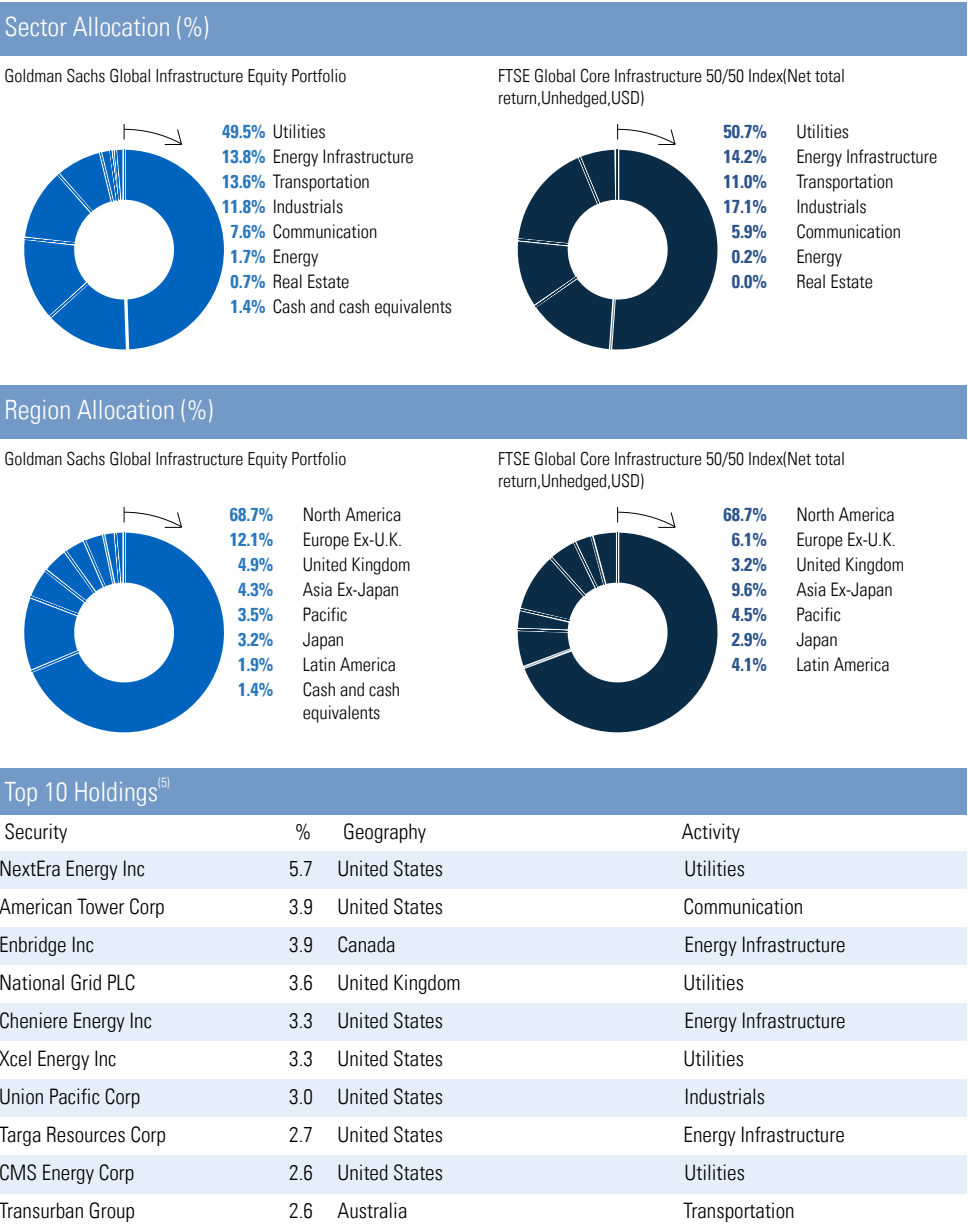 Sector Allocation (%)
Goldman Sachs Global Infrastructure Equity Portfolio
49.5% Utilities
13.8% Energy Infrastructure
13.6% Transportation
11.8% Industrials
7.6% Communication
1.7% Energy
0.7% Real Estate
1.4% Cash and cash equivalents
FTSE Global Core Infrastructure 50/50 Index(Net total
return,Unhedged,USD)
50.7% Utilities
14.2% Energy Infrastructure
11.0% Transportation
17.1% Industrials
5.9% Communication
0.2% Energy
0.0% Real Estate
Region Allocation (%)
Goldman Sachs Global Infrastructure Equity Portfolio
68.7% North America
12.1% Europe Ex-U.K.
4.9% United Kingdom
4.3% Asia Ex-Japan
3.5% Pacific
3.2% Japan
1.9% Latin America
1.4% Cash and cash
equivalents
FTSE Global Core Infrastructure 50/50 Index(Net total
return,Unhedged,USD)
68.7% North America
6.1% Europe Ex-U.K.
3.2% United Kingdom
9.6% Asia Ex-Japan
4.5% Pacific
2.9% Japan
4.1% Latin America
Top 10 Holdings(5)
Security % Geography Activity
NextEra Energy Inc 5.7 United States Utilities
American Tower Corp 3.9 United States Communication
Enbridge Inc 3.9 Canada Energy Infrastructure
National Grid PLC 3.6 United Kingdom Utilities
Cheniere Energy Inc 3.3 United States Energy Infrastructure
Xcel Energy Inc 3.3 United States Utilities
Union Pacific Corp 3.0 United States Industrials
Targa Resources Corp 2.7 United States Energy Infrastructure
CMS Energy Corp 2.6 United States Utilities
Transurban Group 2.6 Australia Transportation